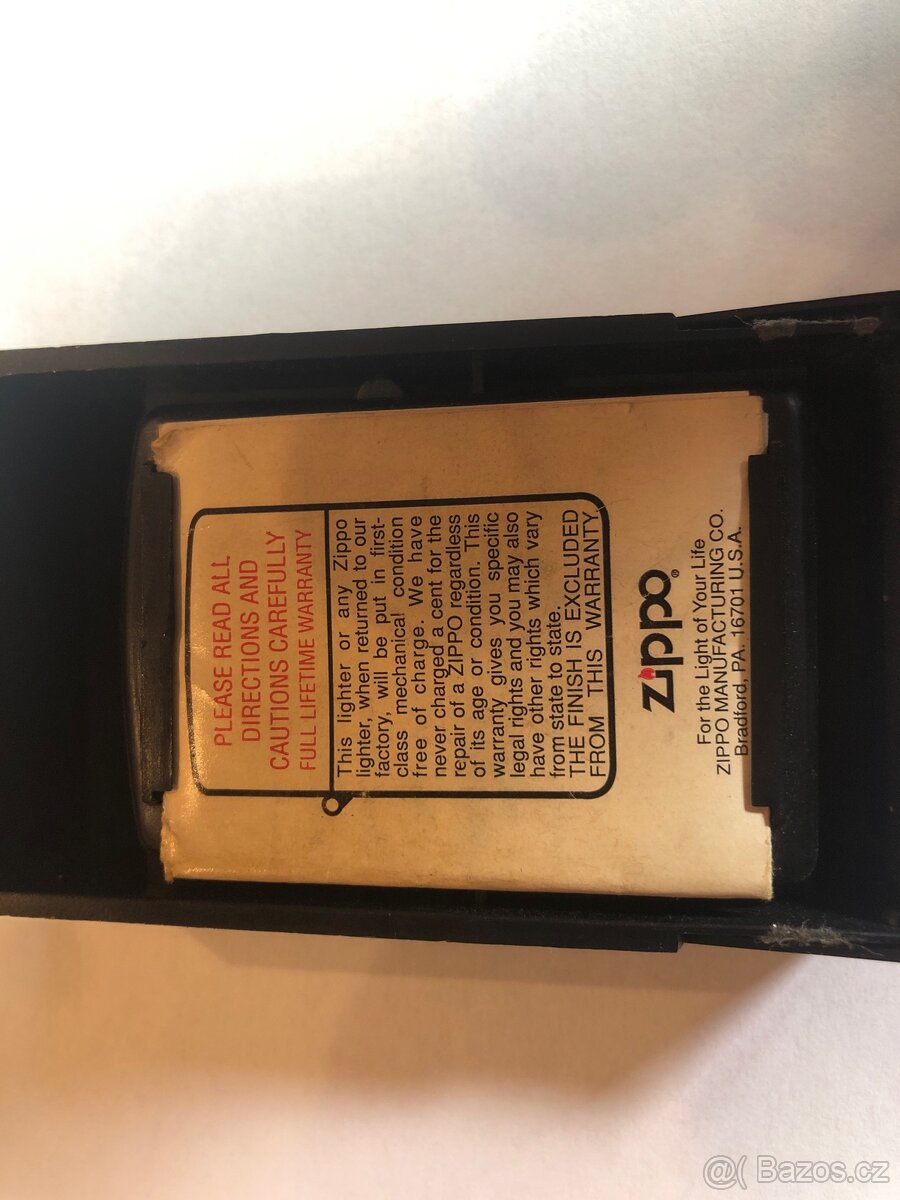 PLEASE READ ALL
DIRECTIONS AND
CAUTIONS CAREFULLY
FULL LIFETIME WARRANTY
This lighter or any Zippo
lighter, when returned to our
factory, will be put in first-
class mechanical condition
free of charge. We have
never charged a cent for the
repair of a ZIPPO regardless
of its age or condition. This
warranty gives you specific
legal rights and you may also
have other rights which vary
from state to state.
THE FINISH IS EXCLUDED
FROM THIS WARRANTY.
zippo®
For the Light of Your Life
ZIPPO MANUFACTURING CO.
Bradford, PA. 16701 U.S.A.
@( Bazos.cz